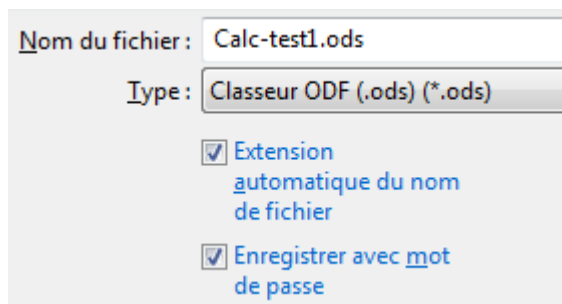 Nom du fichier : Calc-test1.ods
Type : Classeur ODF (.ods) (*.ods)
Extension
automatique du nom
de fichier
Enregistrer avec mot
de passe